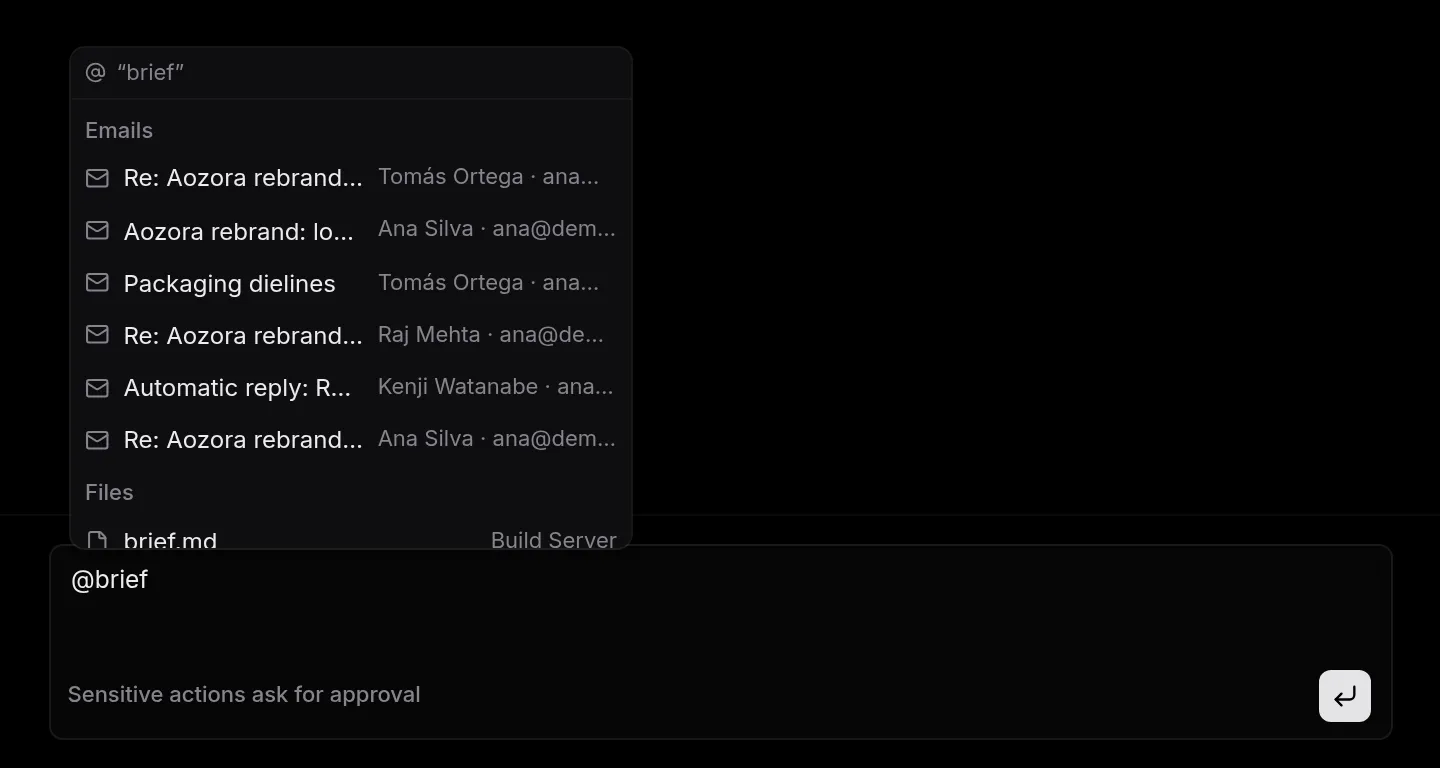 @ “brief”
Emails
Re: Aozora rebrand... Tomás Ortega · ana...
Aozora rebrand: lo... Ana Silva · ana@dem...
Packaging dielines Tomás Ortega · ana...
Re: Aozora rebrand... Raj Mehta · ana@de...
Automatic reply: R... Kenji Watanabe · ana...
Re: Aozora rebrand... Ana Silva · ana@dem...
Files
brief.md Build Server
@brief
Sensitive actions ask for approval